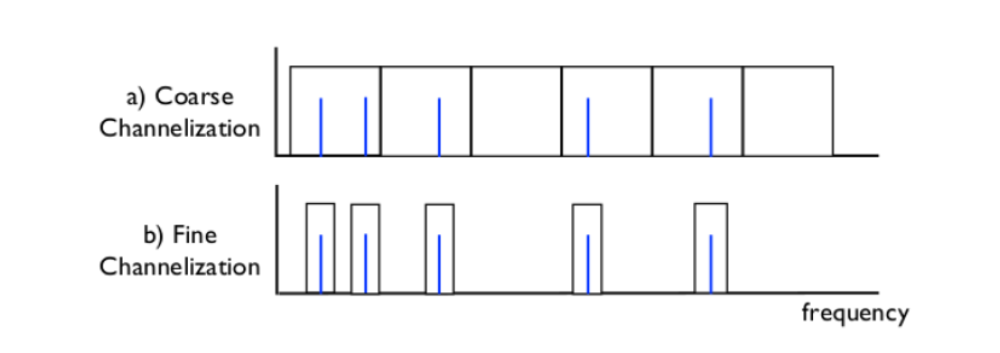 a) Coarse
Channelization
b) Fine
Channelization
frequency